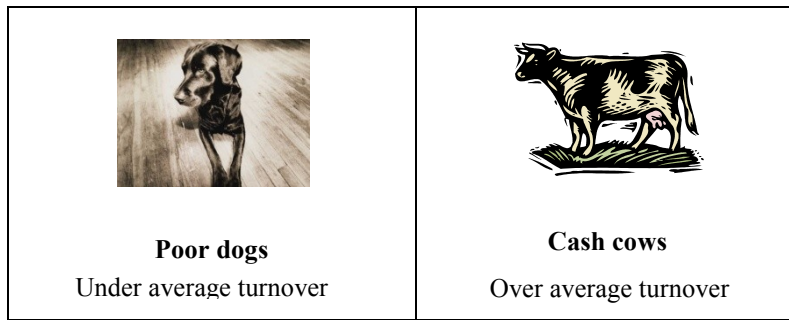 Poor dogs
Under average turnover
Cash cows
Over average turnover